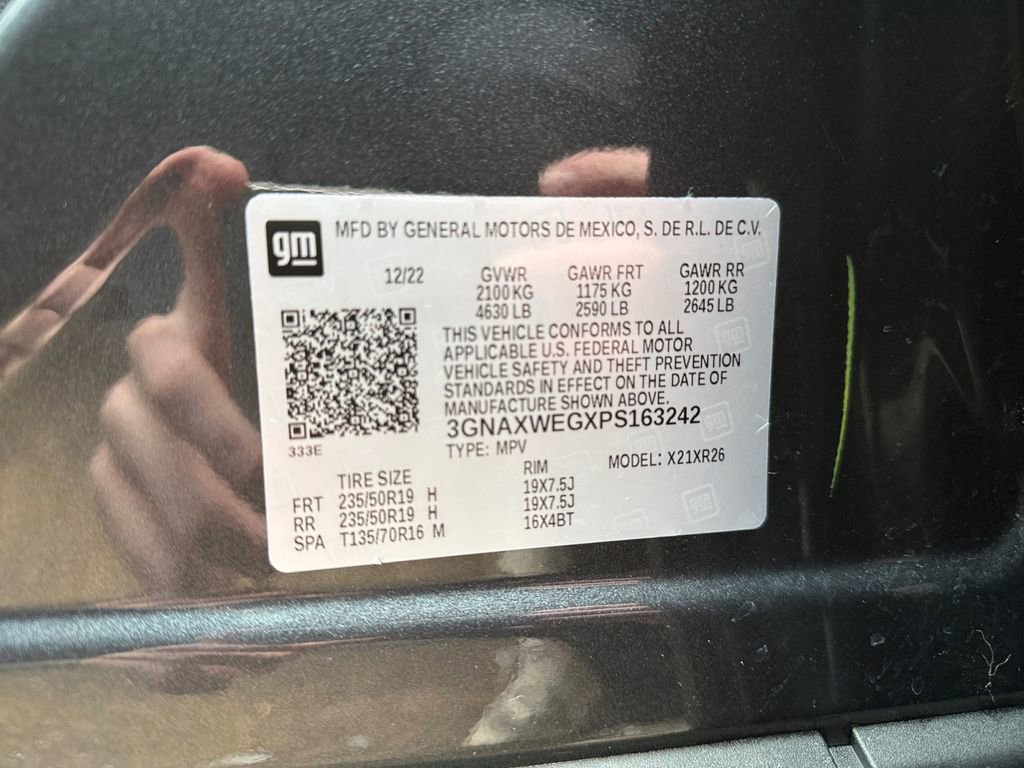 gm
MFD BY GENERAL MOTORS DE MEXICO, S. DE R.L. DE C.V.
12/22 GVWR GAWR FRT GAWR RR
2100 KG 1175 KG 1200 KG
4630 LB 2590 LB 2645 LB
THIS VEHICLE CONFORMS TO ALL
APPLICABLE U.S. FEDERAL MOTOR
VEHICLE SAFETY AND THEFT PREVENTION
STANDARDS IN EFFECT ON THE DATE OF
MANUFACTURE SHOWN ABOVE.
3GNAXWEGXPS163242
333E
TYPE: MPV MODEL: X21XR26
TIRE SIZE RIM
FRT 235/50R19 H 19X7.5J
RR 235/50R19 H 19X7.5J
SPA T135/70R16 M 16X4BT